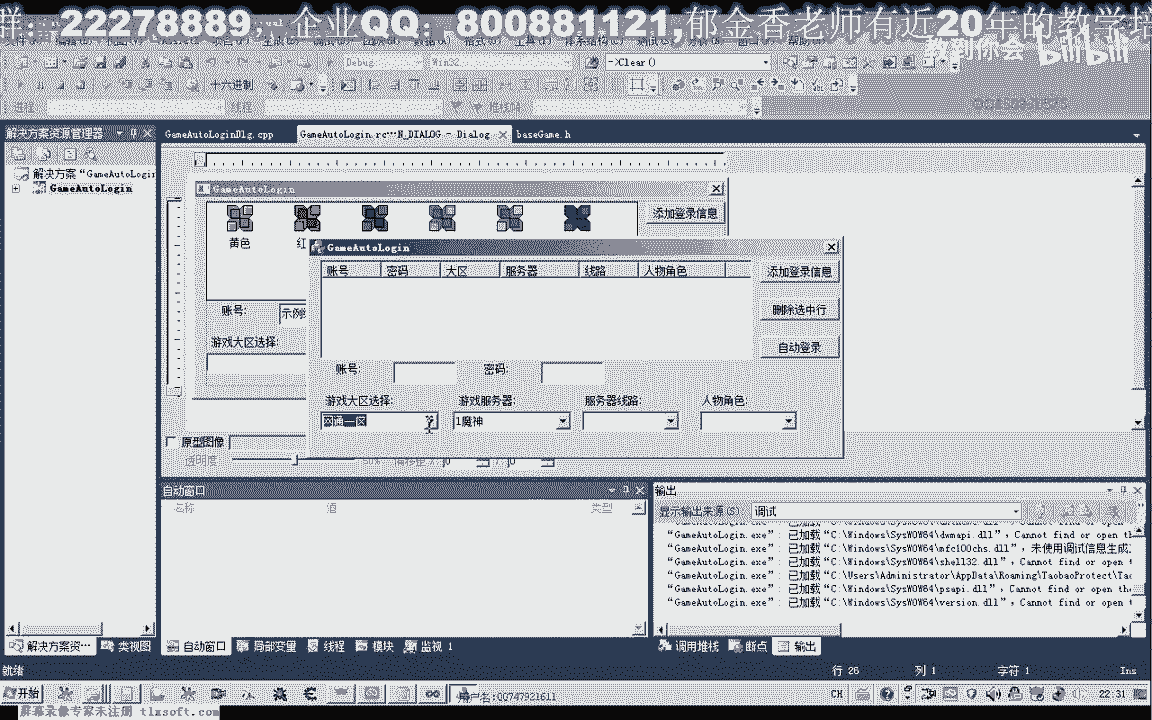 群：22278889，企业QQ：800881121,郁金香老师有近20年的教学培
教到你会 bilibili
Debug Win32 ->Clear()
十六进制
进程: 线程: 堆栈帧:
解决方案资源管理器
GameAutoLoginDlg.cpp
baseGame.h
解决方案"GameAutoLogin
GameAutoLogin
GameAutoLogin
添加登录信息
黄色
红
账号:
游戏大区选择:
GameAutoLogin
账号 密码 大区 服务器 线路 人物角色
添加登录信息
删除选中行
自动登录
账号: 密码:
游戏大区选择: 游戏服务器: 服务器线路: 人物角色:
网通一区 1魔神
原型图像
透明度: 50%
自动窗口
名称 值 类型
输出
显示输出来源(S): 调试
"GameAutoLogin.exe": 已加载"C:\Windows\SysWOW64\dwmapi.dll", Cannot find or open t
"GameAutoLogin.exe": 已加载"C:\Windows\SysWOW64\mfc100chs.dll", 未使用调试信息生成
"GameAutoLogin.exe": 已加载"C:\Windows\SysWOW64\shell32.dll", Cannot find or open
"GameAutoLogin.exe": 已加载"C:\Users\Administrator\AppData\Roaming\TaobaoProtect\Tao
"GameAutoLogin.exe": 已加载"C:\Windows\SysWOW64\psapi.dll", Cannot find or open the
"GameAutoLogin.exe": 已加载"C:\Windows\SysWOW64\version.dll", Cannot find or open t
解决方案资… 类视图 自动窗口 局部变量 线程 模块 监视 1 调用堆栈 断点 输出
就绪 行 26 列 1 字符 1 Ins
开始 户名:00747921611 CH 22:31
屏幕录像专家未注册 tlxsoft.com